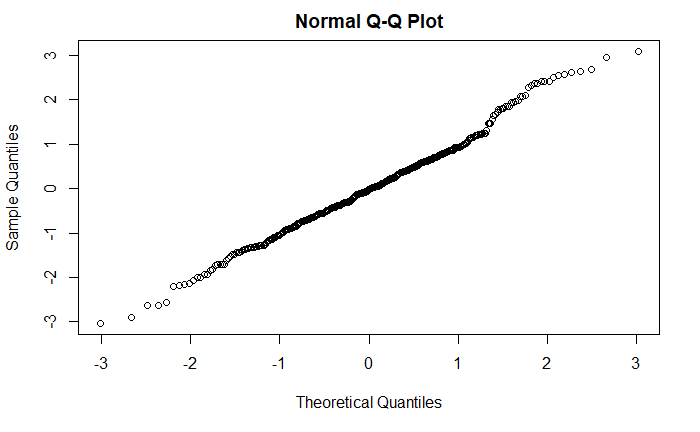 Normal Q-Q Plot
3
2
1
0
-1
-2
-3
Sample Quantiles
-3 -2 -1 0 1 2 3
Theoretical Quantiles